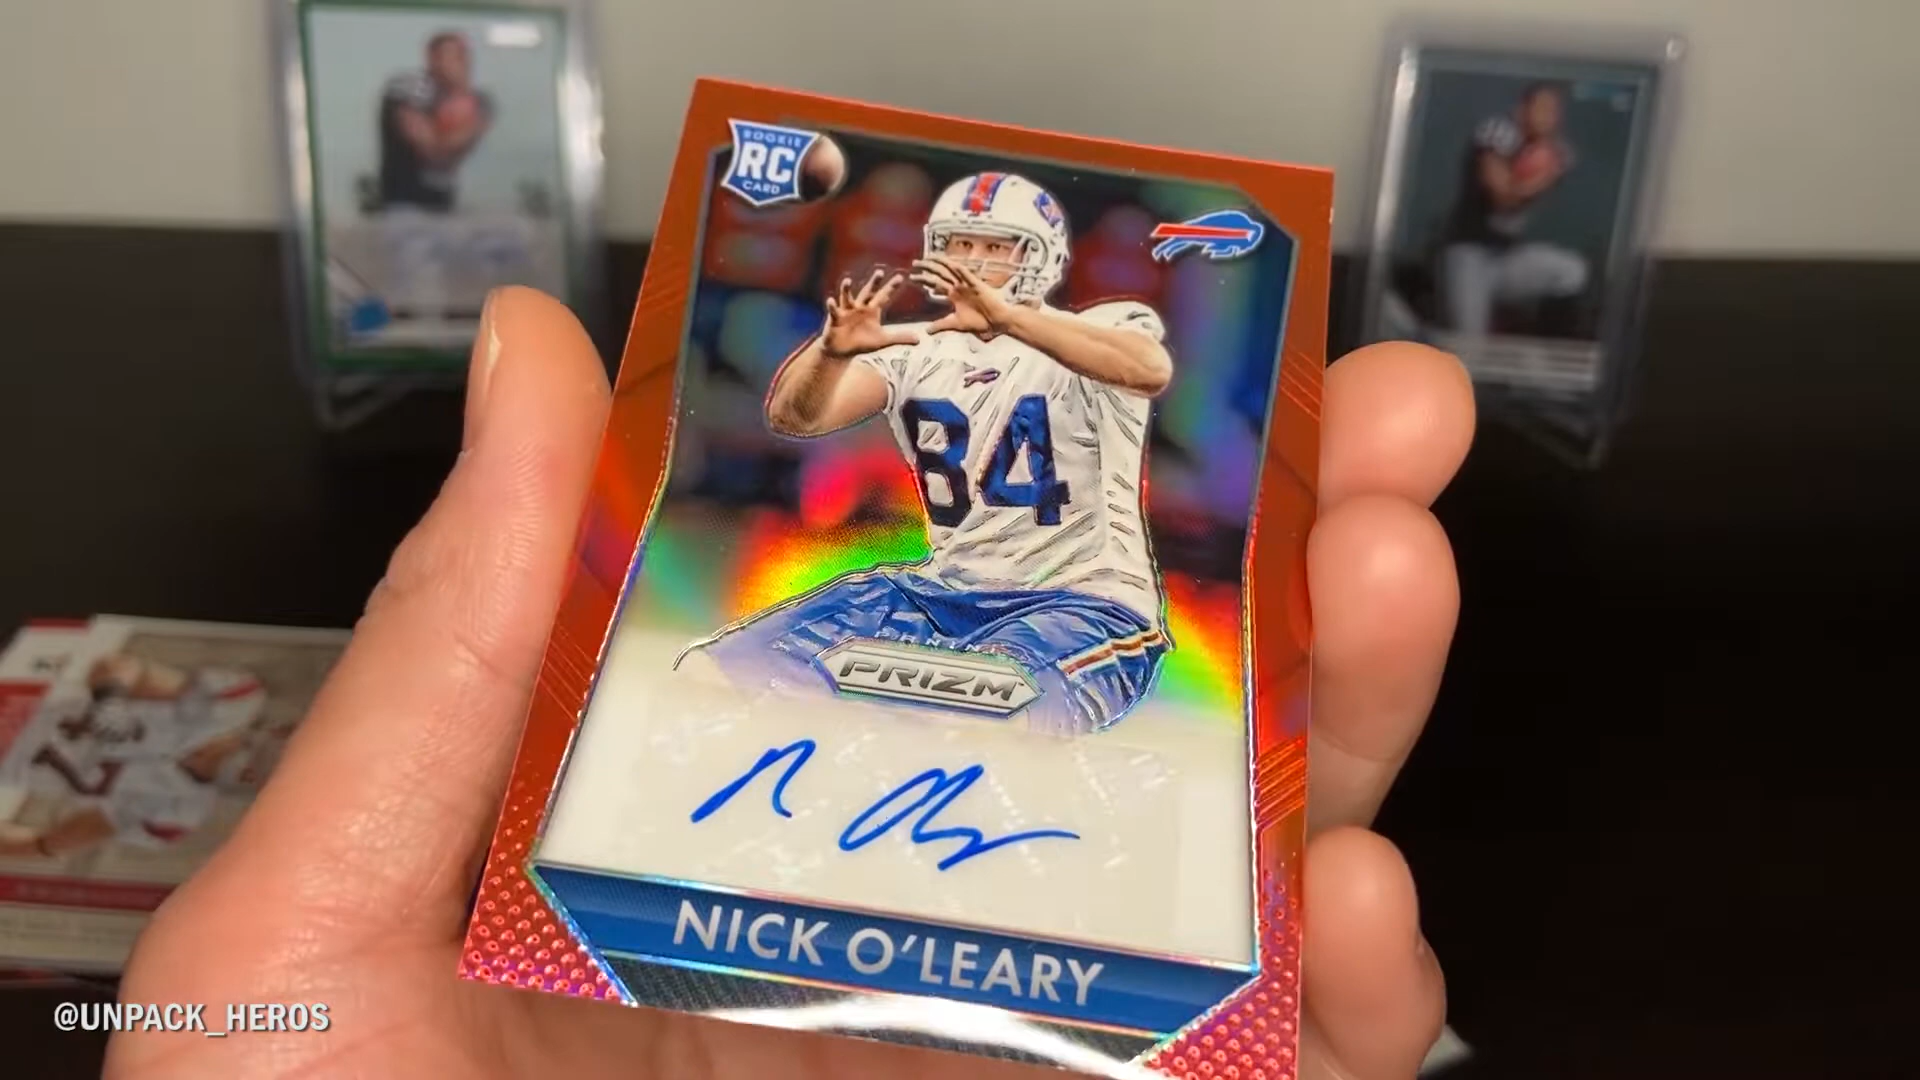 ROOKIE
RC
CARD
84
PANINI
PRIZM
NICK O'LEARY
@UNPACK_HEROS